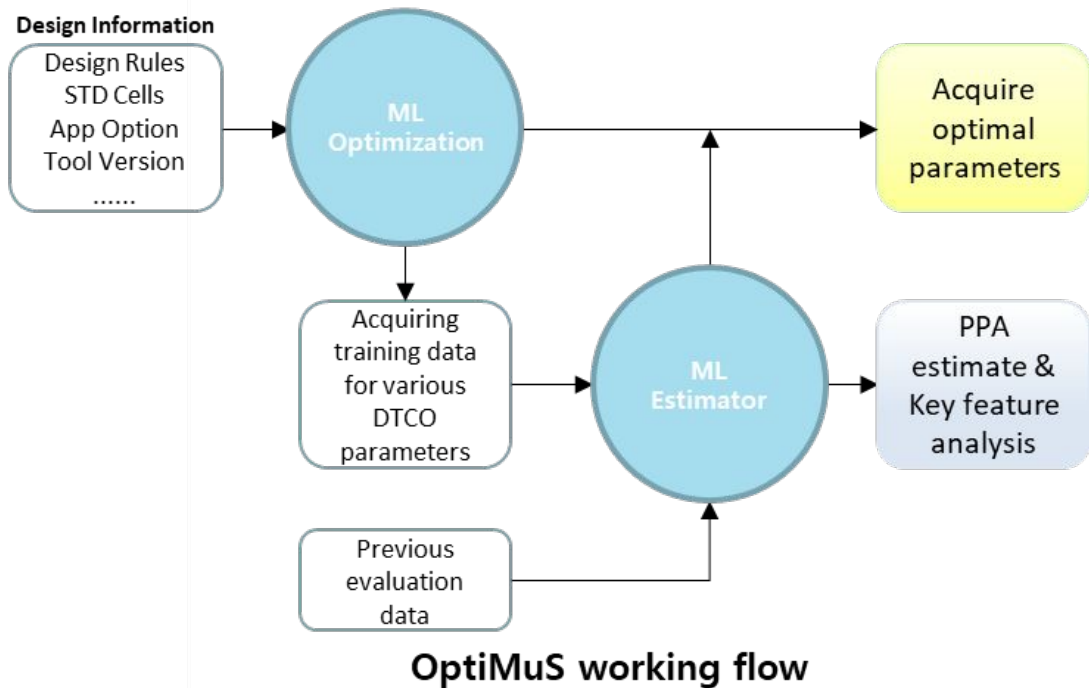 Design Information
Design Rules
STD Cells
App Option
Tool Version
......
ML
Optimization
Acquire
optimal
parameters
Acquiring
training data
for various
DTCO
parameters
ML
Estimator
PPA
estimate &
Key feature
analysis
Previous
evaluation
data
OptiMuS working flow